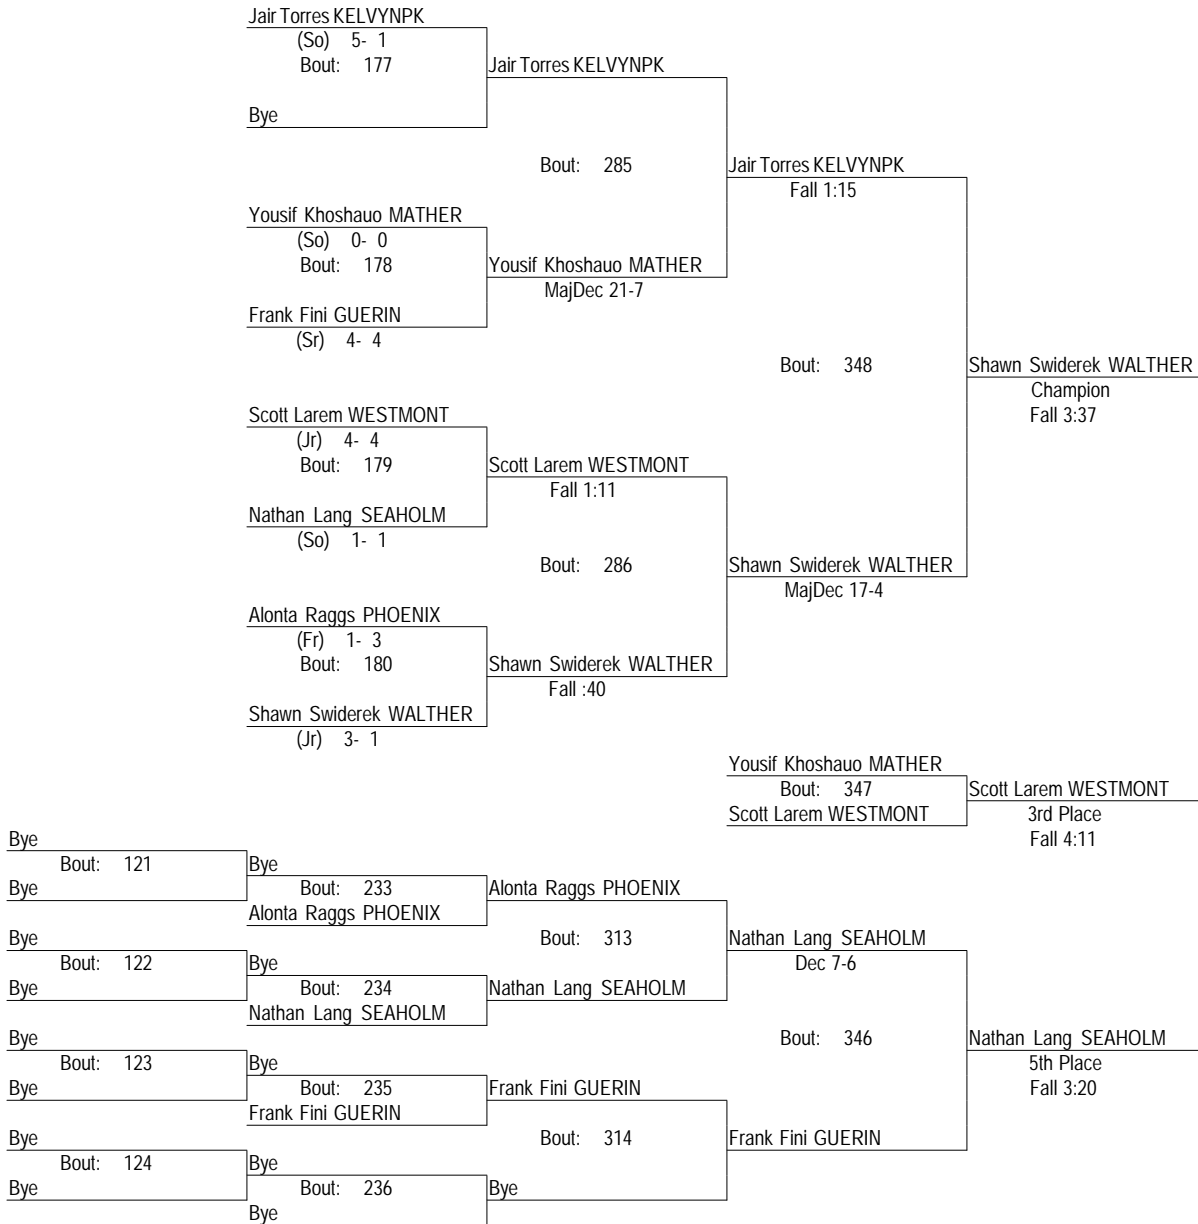 Jair Torres KELVYNPK
(So) 5- 1
Bout: 177
Jair Torres KELVYNPK
Bye
Bout: 285
Jair Torres KELVYNPK
Fall 1:15
Yousif Khoshauo MATHER
(So) 0- 0
Bout: 178
Yousif Khoshauo MATHER
MajDec 21-7
Frank Fini GUERIN
(Sr) 4- 4
Bout: 348
Shawn Swiderek WALTHER
Champion
Fall 3:37
Scott Larem WESTMONT
(Jr) 4- 4
Bout: 179
Scott Larem WESTMONT
Fall 1:11
Nathan Lang SEAHOLM
(So) 1- 1
Bout: 286
Shawn Swiderek WALTHER
MajDec 17-4
Alonta Raggs PHOENIX
(Fr) 1- 3
Bout: 180
Shawn Swiderek WALTHER
Fall :40
Shawn Swiderek WALTHER
(Jr) 3- 1
Yousif Khoshauo MATHER
Bout: 347
Scott Larem WESTMONT
Scott Larem WESTMONT
3rd Place
Fall 4:11
Bye
Bout: 121
Bye
Bye
Bout: 233
Alonta Raggs PHOENIX
Alonta Raggs PHOENIX
Bout: 313
Nathan Lang SEAHOLM
Dec 7-6
Bye
Bout: 122
Bye
Bye
Bout: 234
Nathan Lang SEAHOLM
Nathan Lang SEAHOLM
Bout: 346
Nathan Lang SEAHOLM
5th Place
Fall 3:20
Bye
Bout: 123
Bye
Bye
Bout: 235
Frank Fini GUERIN
Frank Fini GUERIN
Bout: 314
Frank Fini GUERIN
Bye
Bout: 124
Bye
Bye
Bout: 236
Bye
Bye